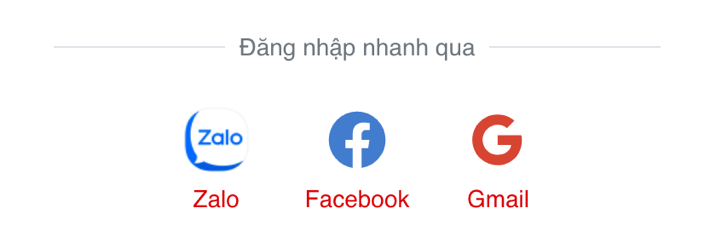 Đăng nhập nhanh qua
Zalo
Zalo Facebook Gmail